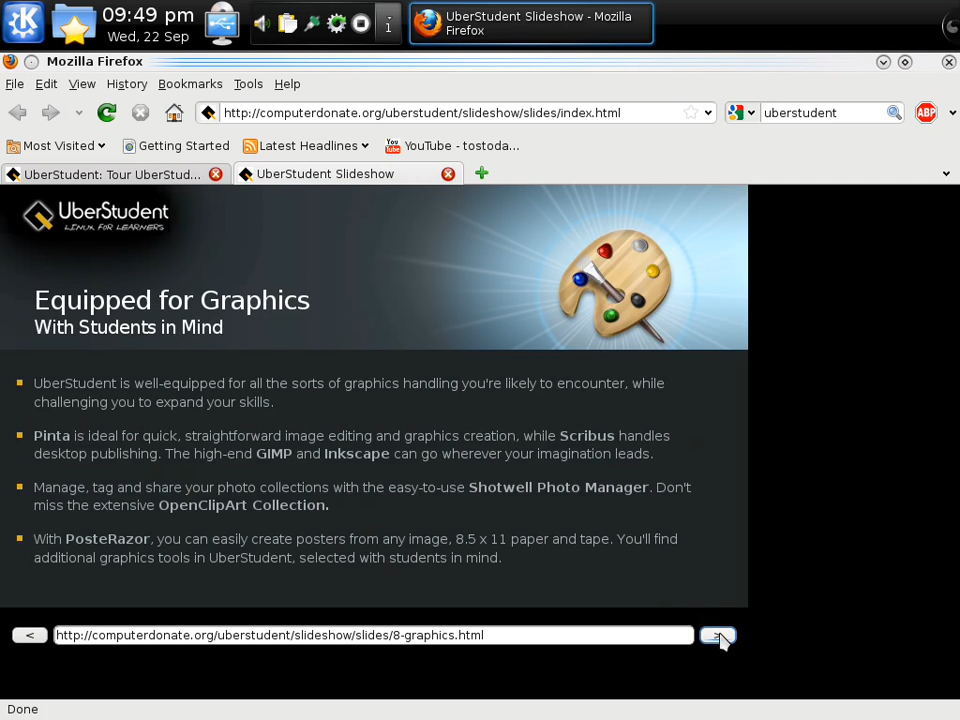 09:49 pm
Wed, 22 Sep
i
UberStudent Slideshow - Mozilla
Firefox
Mozilla Firefox
File Edit View History Bookmarks Tools Help
http://computerdonate.org/uberstudent/slideshow/slides/index.html
uberstudent
ABP
Most Visited Getting Started Latest Headlines YouTube - tostoda...
UberStudent: Tour UberStud... UberStudent Slideshow
UberStudent
LINUX FOR LEARNERS
Equipped for Graphics
With Students in Mind
UberStudent is well-equipped for all the sorts of graphics handling you're likely to encounter, while
challenging you to expand your skills.
Pinta is ideal for quick, straightforward image editing and graphics creation, while Scribus handles
desktop publishing. The high-end GIMP and Inkscape can go wherever your imagination leads.
Manage, tag and share your photo collections with the easy-to-use Shotwell Photo Manager. Don't
miss the extensive OpenClipArt Collection.
With PosteRazor, you can easily create posters from any image, 8.5 x 11 paper and tape. You'll find
additional graphics tools in UberStudent, selected with students in mind.
< http://computerdonate.org/uberstudent/slideshow/slides/8-graphics.html >
Done